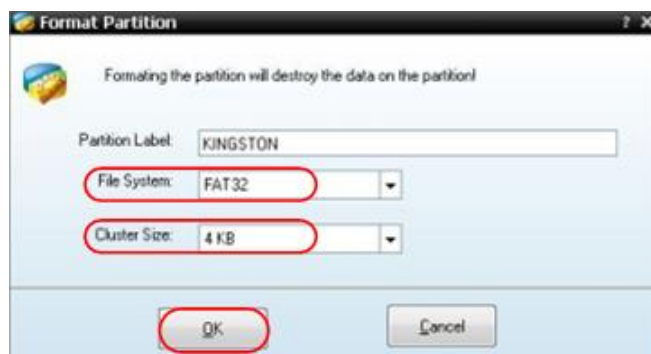 Format Partition ? X
Formating the partition will destroy the data on the partition!
Partition Label: KINGSTON
File System: FAT32
Cluster Size: 4 KB
OK Cancel